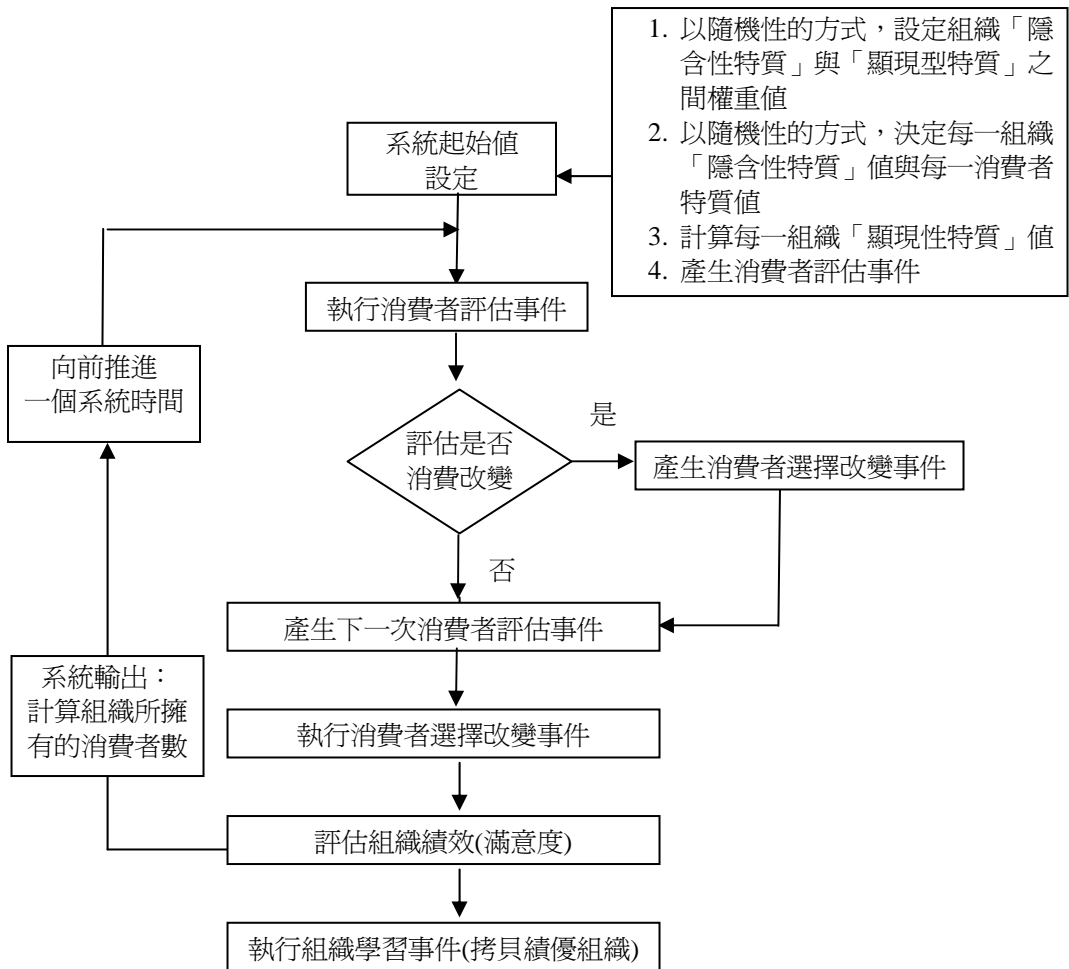 1. 以隨機性的方式，設定組織「隱
含性特質」與「顯現型特質」之
間權重值
2. 以隨機性的方式，決定每一組織
「隱含性特質」值與每一消費者
特質值
3. 計算每一組織「顯現性特質」值
4. 產生消費者評估事件
系統起始值
設定
執行消費者評估事件
向前推進
一個系統時間
評估是否
消費改變
是
產生消費者選擇改變事件
否
產生下一次消費者評估事件
系統輸出：
計算組織所擁
有的消費者數
執行消費者選擇改變事件
評估組織績效(滿意度)
執行組織學習事件(拷貝績優組織)